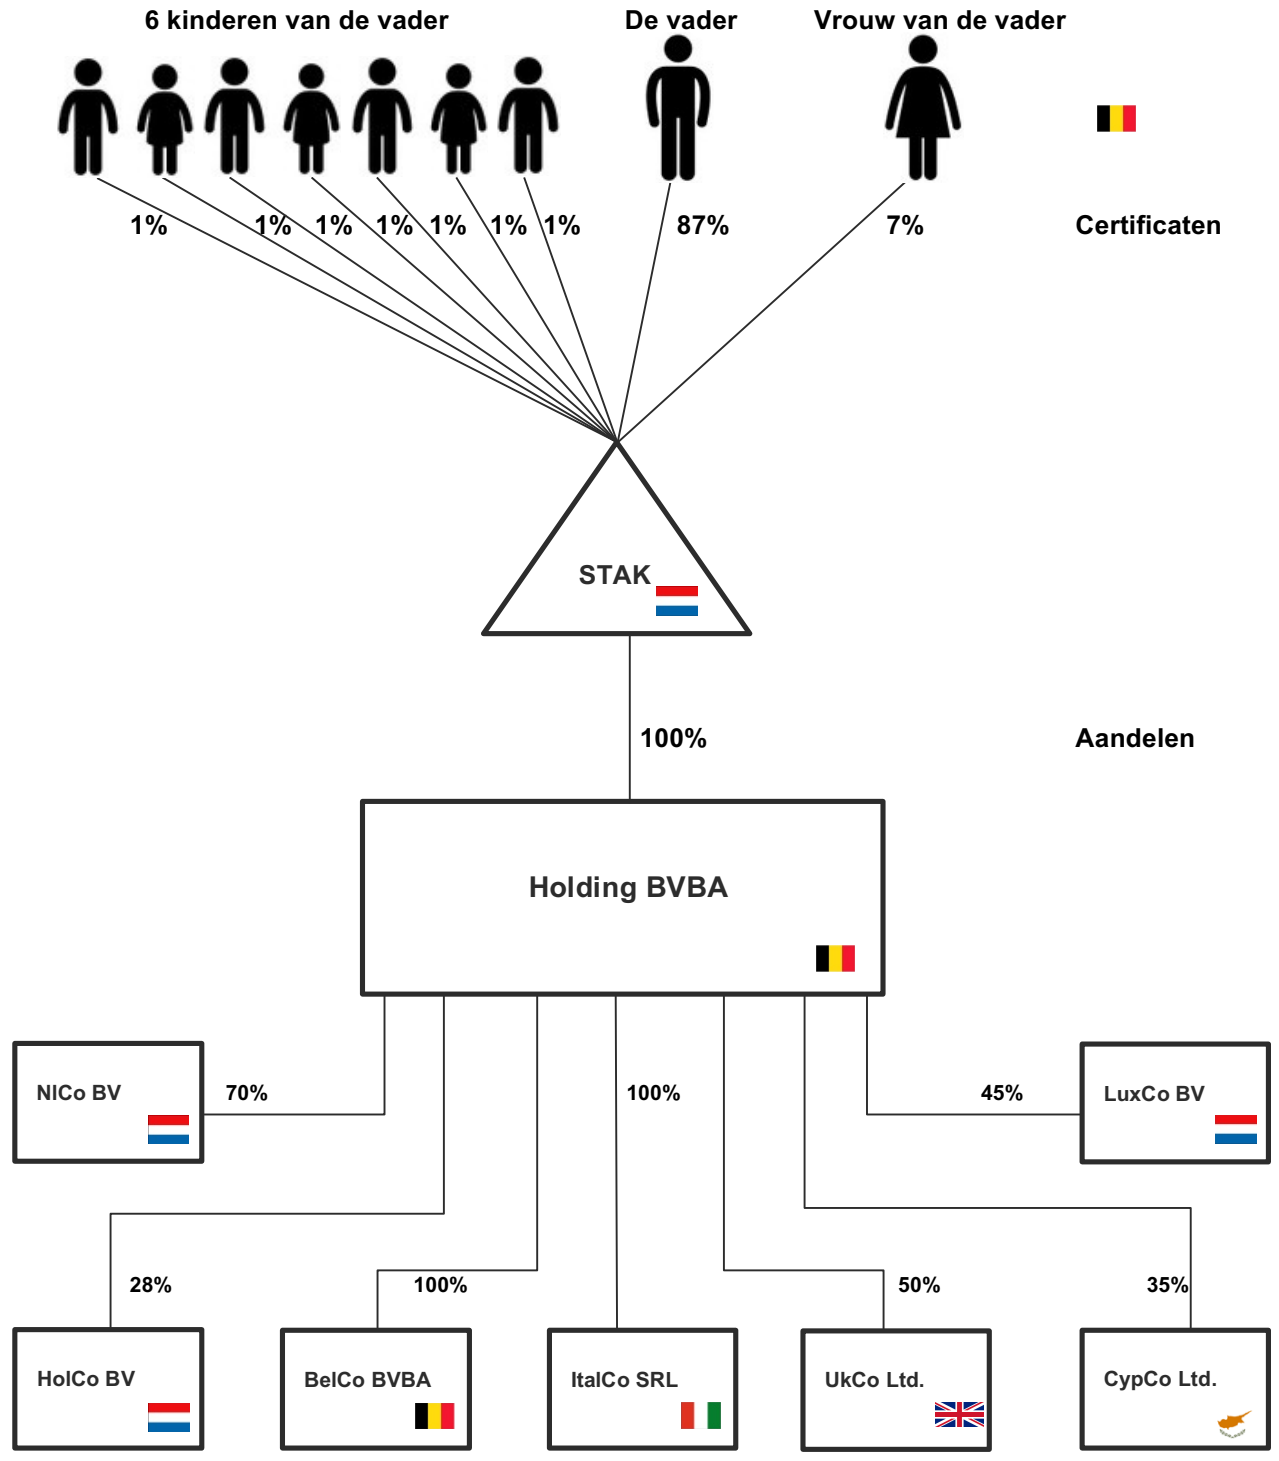 6 kinderen van de vader De vader Vrouw van de vader
1% 1% 1% 1% 1% 1% 1% 87% 7% Certificaten
STAK
100% Aandelen
Holding BVBA
NlCo BV 70% 100% 45% LuxCo BV
28% 100% 50% 35%
HolCo BV BelCo BVBA ItalCo SRL UkCo Ltd. CypCo Ltd.